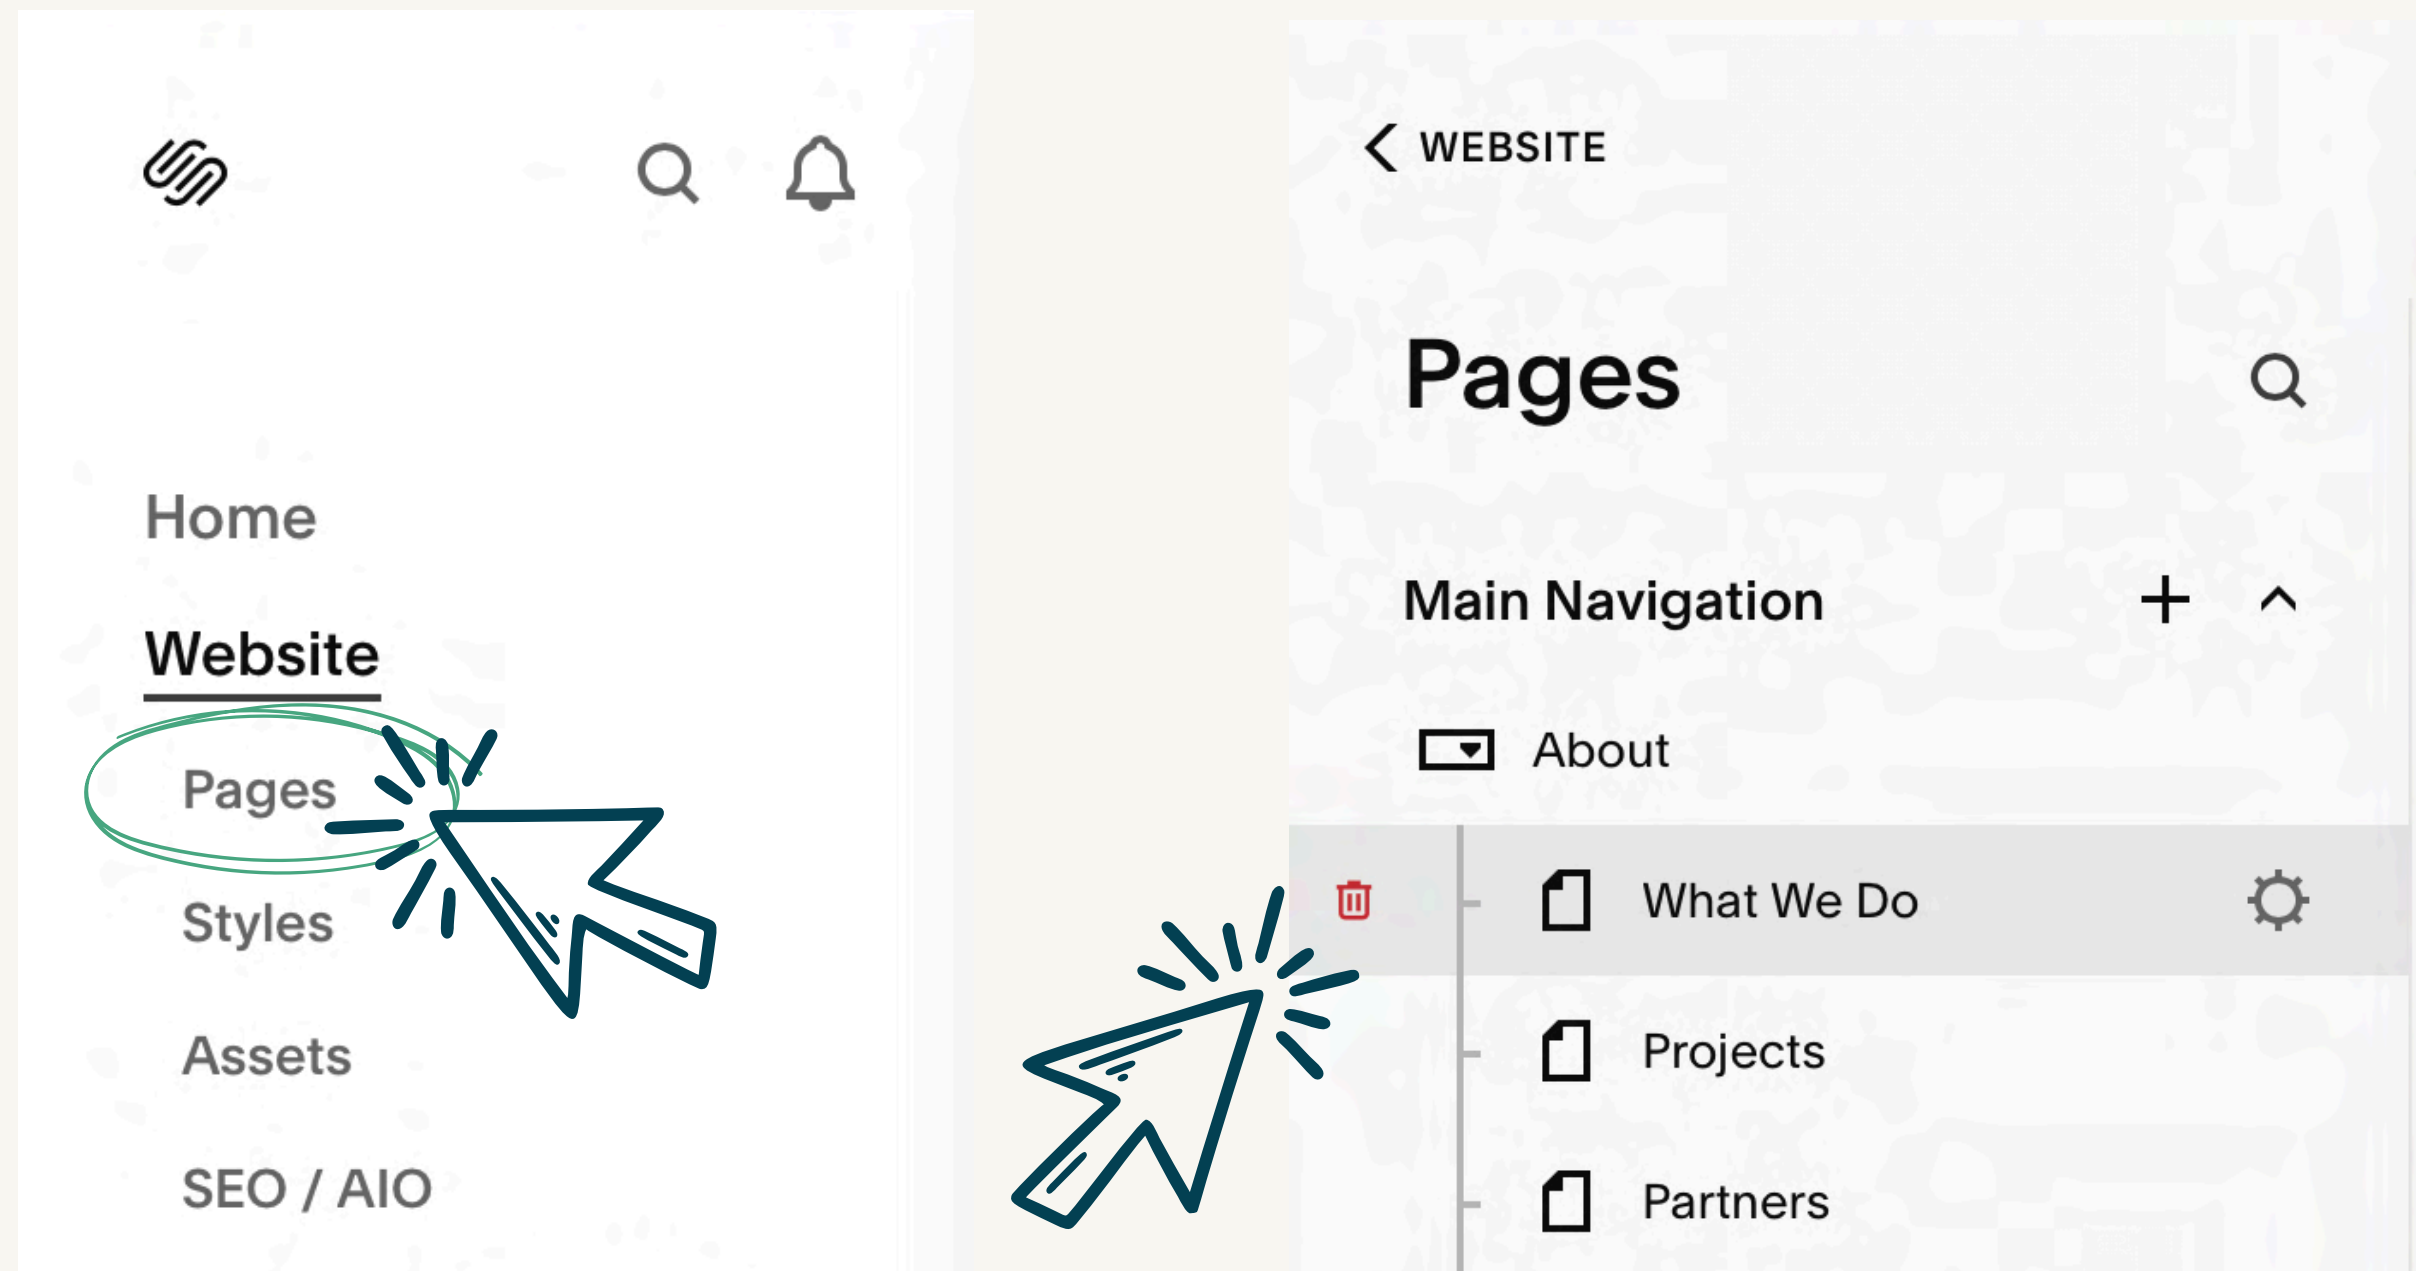 Home
Website
Pages
Styles
Assets
SEO / AIO
WEBSITE
Pages
Main Navigation
About
What We Do
Projects
Partners